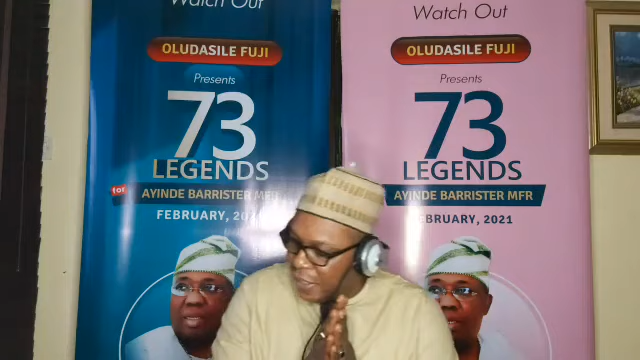 Watch Out
OLUDASILE FUJI
Presents
73
LEGENDS
for
AYINDE BARRISTER MFR
FEBRUARY,
Watch Out
OLUDASILE FUJI
Presents
73
LEGENDS
AYINDE BARRISTER MFR
FEBRUARY, 2021